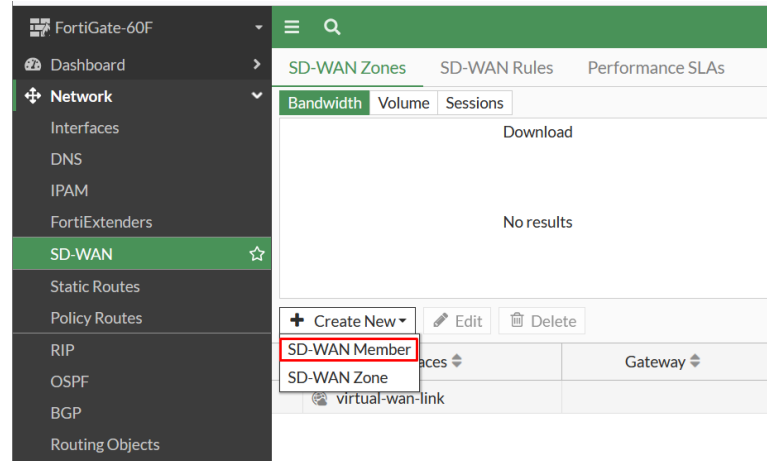 FortiGate-60F
Dashboard
Network
Interfaces
DNS
IPAM
FortiExtenders
SD-WAN
Static Routes
Policy Routes
RIP
OSPF
BGP
Routing Objects
SD-WAN Zones SD-WAN Rules Performance SLAs
Bandwidth Volume Sessions
Download
No results
Create New Edit Delete
SD-WAN Member
SD-WAN Zone
aces Gateway
virtual-wan-link